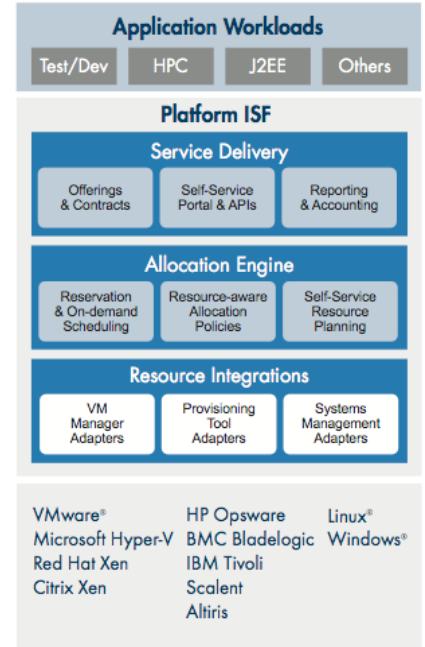 Application Workloads
Test/Dev
HPC
J2EE
Others
Platform ISF
Service Delivery
Offerings
& Contracts
Self-Service
Portal & APIs
Reporting
& Accounting
Allocation Engine
Reservation
& On-demand
Scheduling
Resource-aware
Allocation
Policies
Self-Service
Resource
Planning
Resource Integrations
VM
Manager
Adapters
Provisioning
Tool
Adapters
Systems
Management
Adapters
VMware®
Microsoft Hyper-V
Red Hat Xen
Citrix Xen
HP Opsware
BMC Bladelogic
IBM Tivoli
Scalent
Altiris
Linux®
Windows®